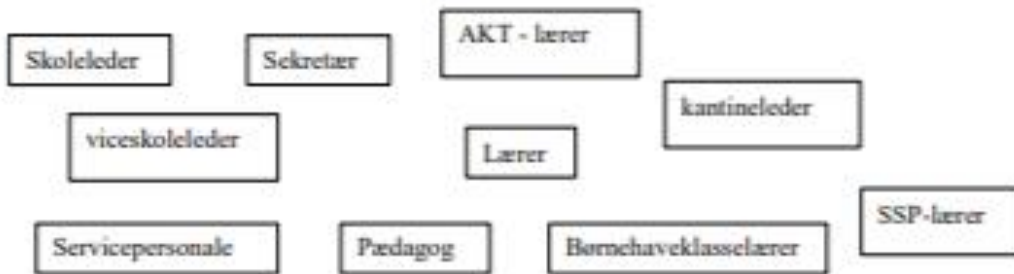 Skoleleder
Sekretær
AKT - lærer
kantineleder
viceskoleleder
Lærer
SSP-lærer
Servicepersonale
Pædagog
Børnehaveklasselærer